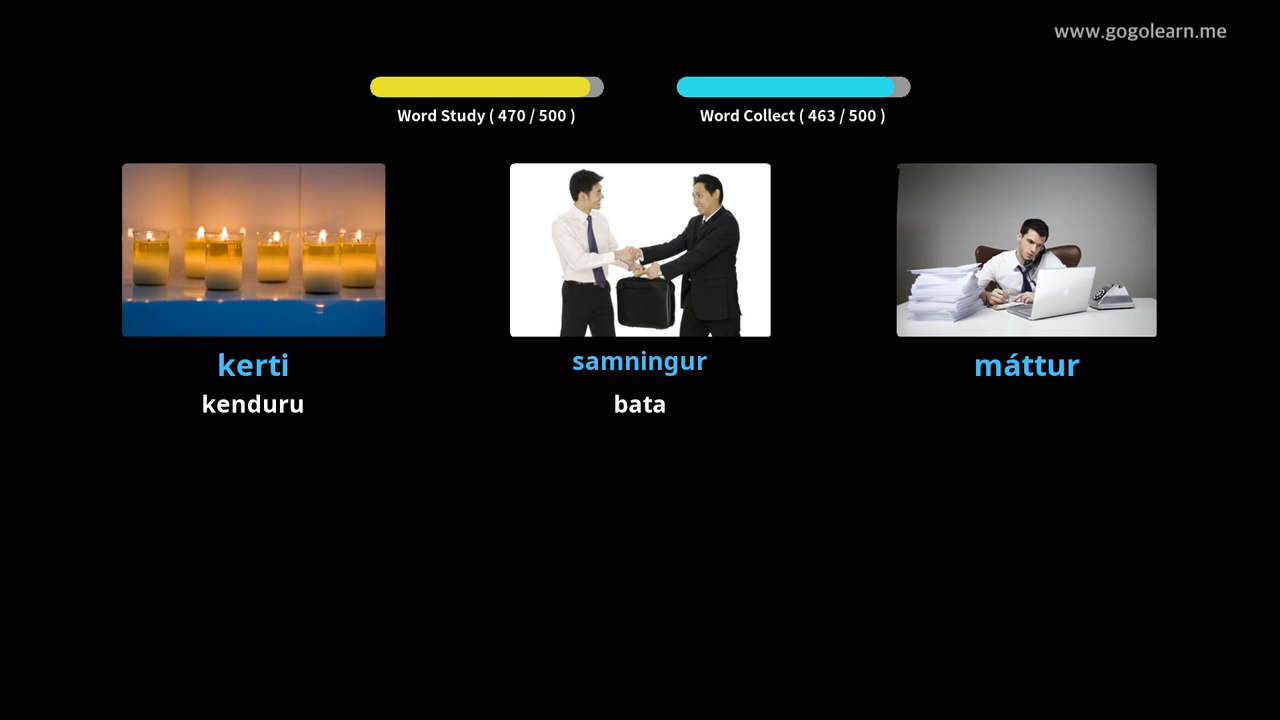 www.gogolearn.me
Word Study ( 470 / 500 )
Word Collect ( 463 / 500 )
kerti
samningur
máttur
kenduru
bata